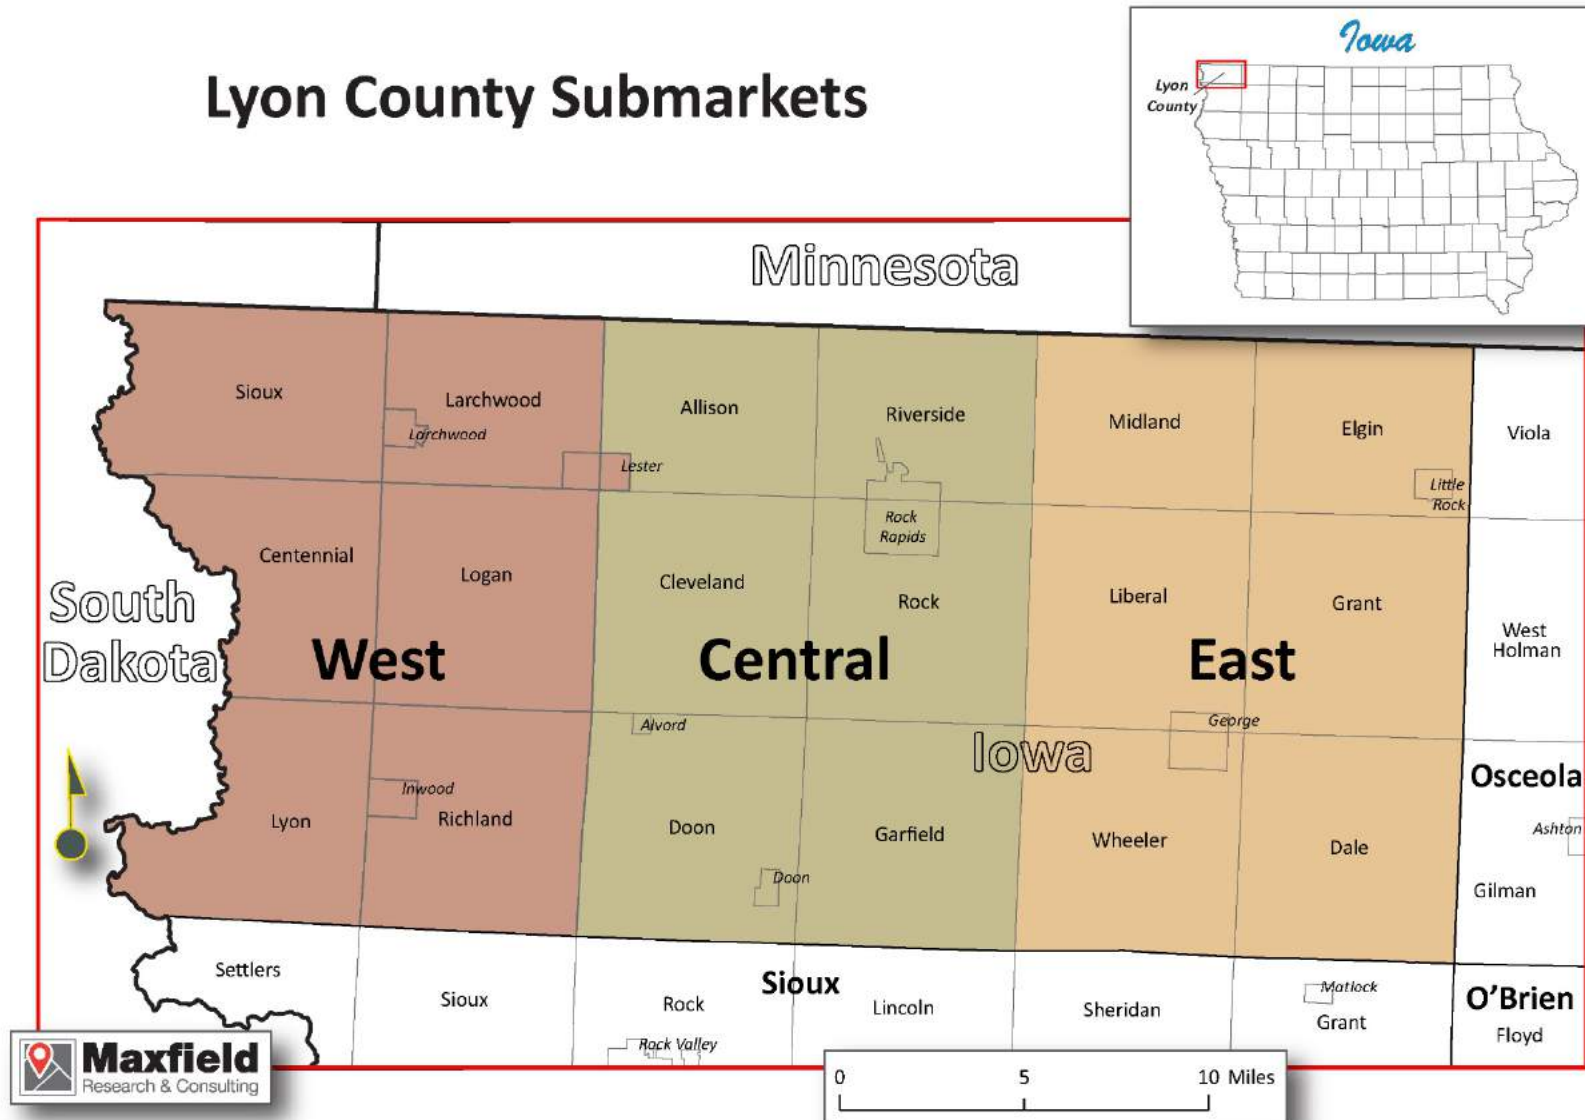 Lyon County Submarkets
Iowa
Lyon
County
Minnesota
Sioux
Larchwood
Larchwood
Lester
Allison
Riverside
Midland
Elgin
Viola
Little
Rock
Rock
Rapids
Centennial
Logan
Cleveland
Rock
Liberal
Grant
South
Dakota
West
Holman
West
Central
East
Alvord
George
Iowa
Osceola
Inwood
Lyon
Richland
Doon
Garfield
Wheeler
Dale
Ashton
Doon
Gilman
Settlers
Sioux
Sioux
Rock
Lincoln
Sheridan
Matlock
Grant
O'Brien
Floyd
Rock Valley
Maxfield
Research & Consulting
0 5 10 Miles